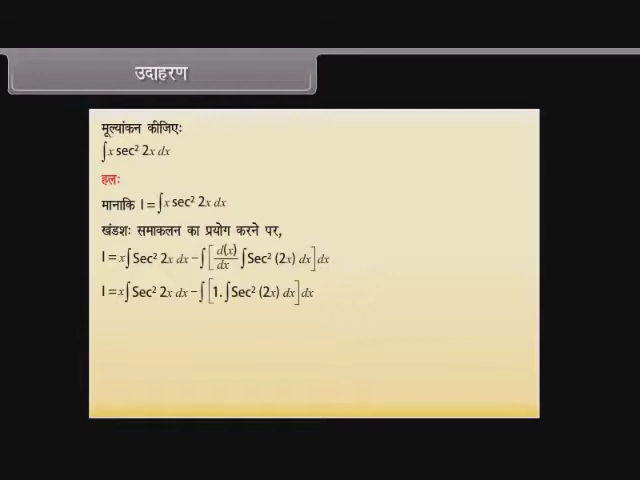 उदाहरण
मूल्यांकन कीजिएः
∫x sec² 2x dx
हलः
मानाकि I = ∫x sec² 2x dx
खंडशः समाकलन का प्रयोग करने पर,
I = x∫Sec² 2x dx − ∫[d(x)/dx ∫Sec² (2x) dx]dx
I = x∫Sec² 2x dx − ∫[1.∫Sec² (2x) dx]dx